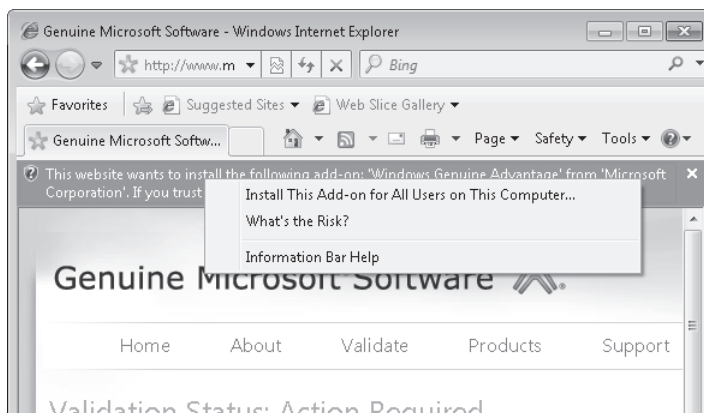 Genuine Microsoft Software - Windows Internet Explorer
http://www.m
Bing
Favorites Suggested Sites Web Slice Gallery
Genuine Microsoft Softw... Page Safety Tools
This website wants to install the following add-on: 'Windows Genuine Advantage' from 'Microsoft
Corporation'. If you trust
Install This Add-on for All Users on This Computer...
What's the Risk?
Information Bar Help
Genuine Microsoft Software
Home About Validate Products Support
Validation Status: Action Required